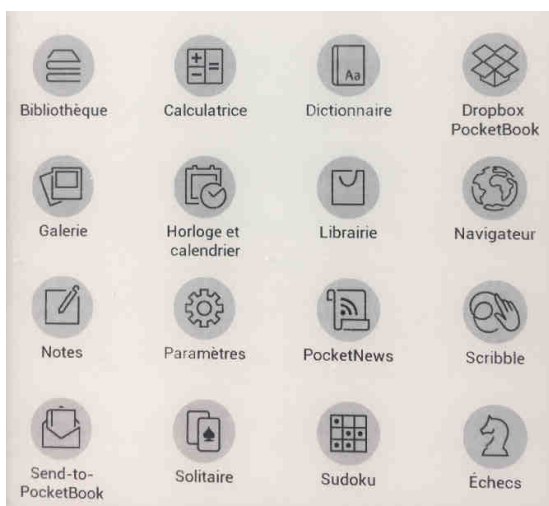 Bibliothèque Calculatrice Dictionnaire Dropbox
PocketBook
Aa
Galerie Horloge et
calendrier
Librairie Navigateur
Notes Paramètres PocketNews Scribble
Send-to-
PocketBook
Solitaire Sudoku Échecs